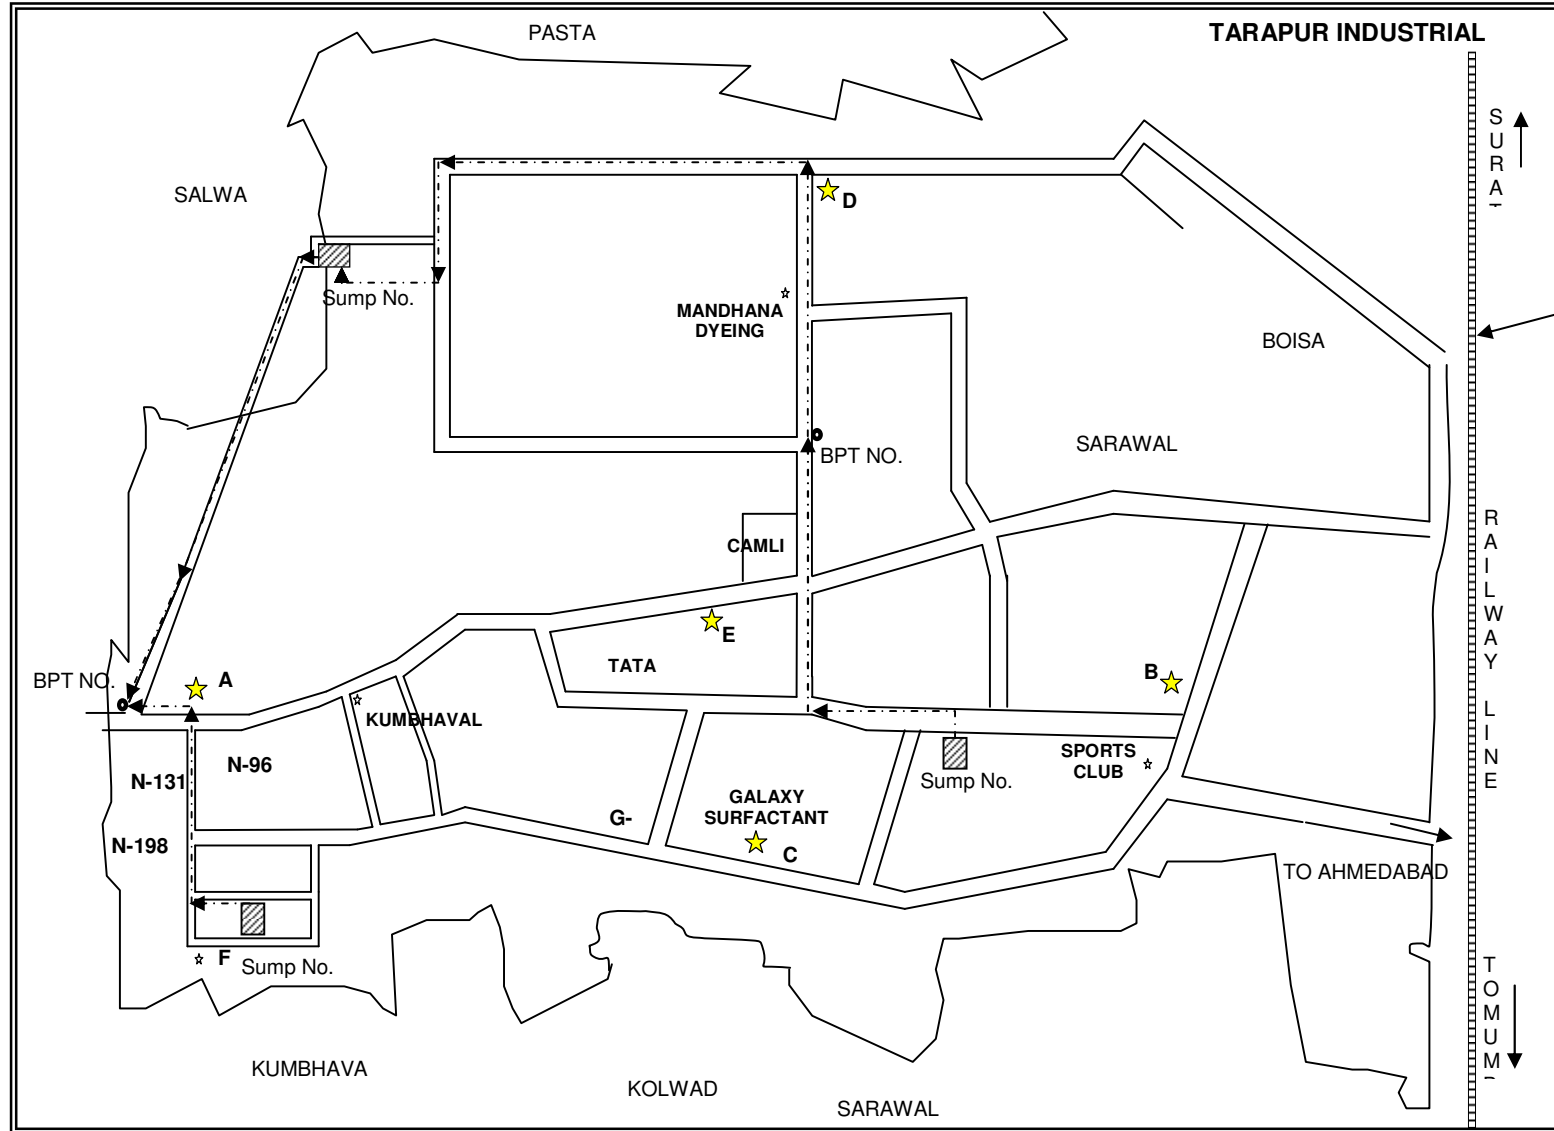 PASTA
TARAPUR INDUSTRIAL
SURA
SALWA
D
Sump No.
MANDHANA
DYEING
BOISA
SARAWAL
BPT NO.
CAMLI
RAILWAY LINE
E
TATA
B
BPT NO.
A
KUMBHAVAL
N-96
N-131
SPORTS
CLUB
Sump No.
GALAXY
SURFACTANT
G-
N-198
C
TO AHMEDABAD
F
Sump No.
TOMUM
KUMBHAVA
KOLWAD
SARAWAL